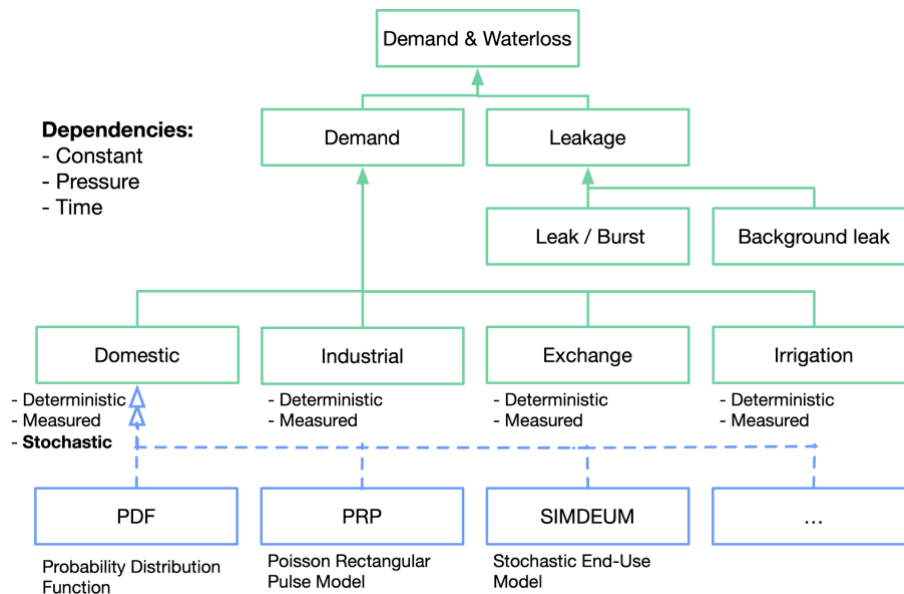 Demand & Waterloss
Dependencies:
- Constant
- Pressure
- Time
Demand
Leakage
Leak / Burst
Background leak
Domestic
Industrial
Exchange
Irrigation
- Deterministic
- Measured
- Stochastic
- Deterministic
- Measured
- Deterministic
- Measured
- Deterministic
- Measured
PDF
PRP
SIMDEUM
...
Probability Distribution
Function
Poisson Rectangular
Pulse Model
Stochastic End-Use
Model